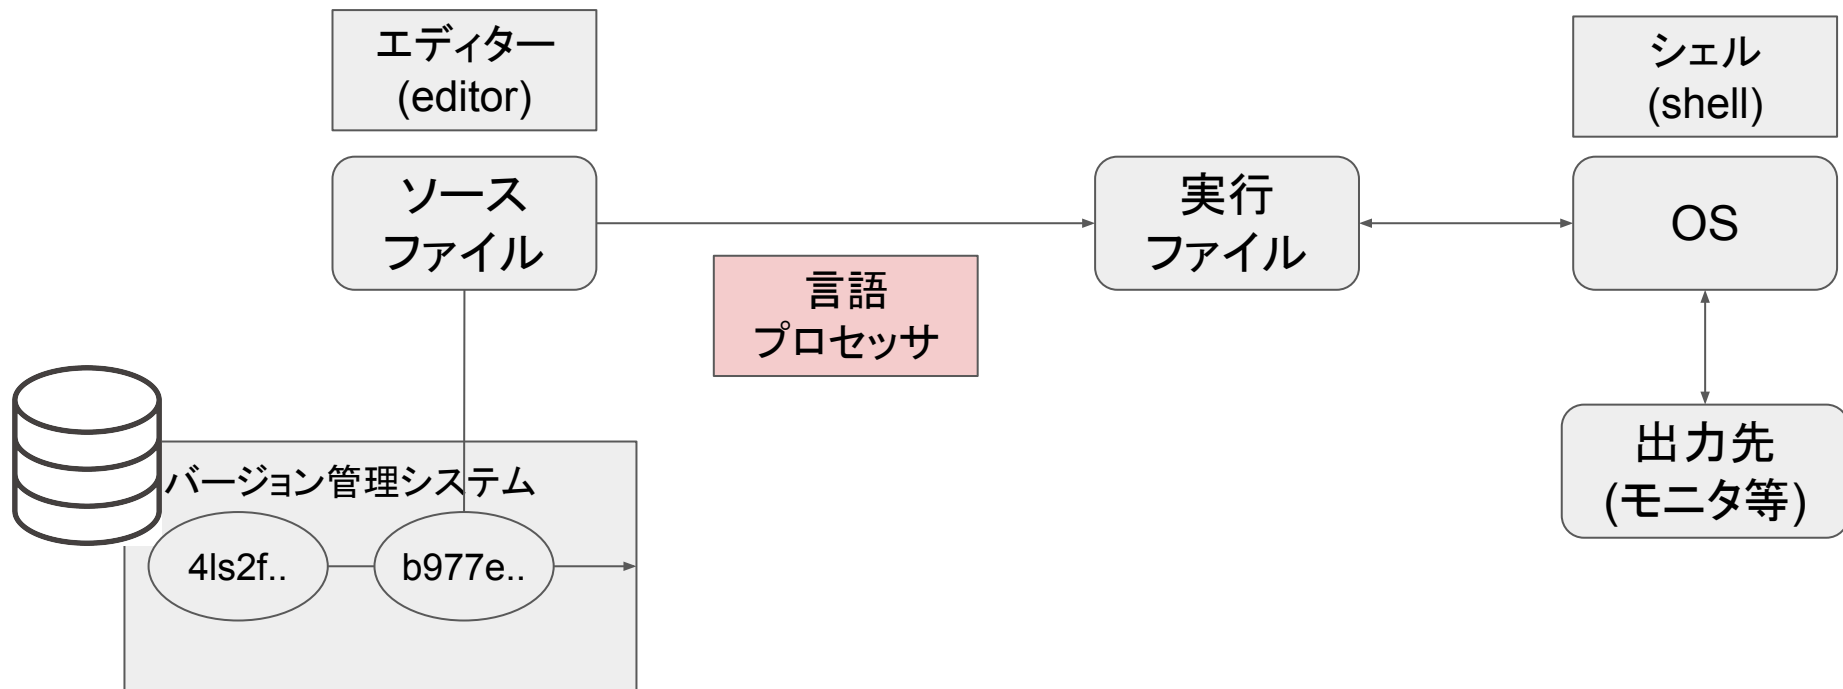 エディター
(editor)
シェル
(shell)
ソース
ファイル
実行
ファイル
OS
言語
プロセッサ
出力先
(モニタ等)
バージョン管理システム
4ls2f..
b977e..